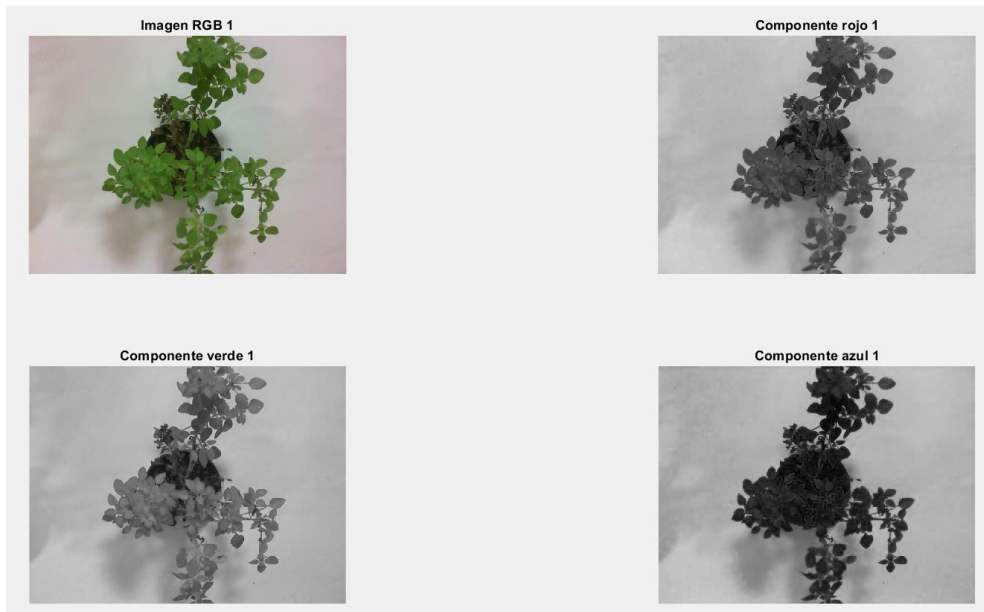 Imagen RGB 1
Componente rojo 1
Componente verde 1
Componente azul 1